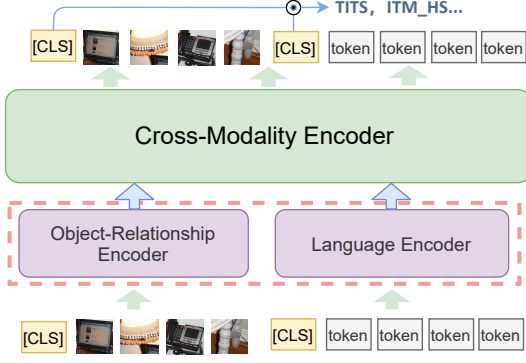 TITS, ITM_HS...
[CLS] [CLS] token token token token
Cross-Modality Encoder
Object-Relationship
Encoder
Language Encoder
[CLS] [CLS] token token token token